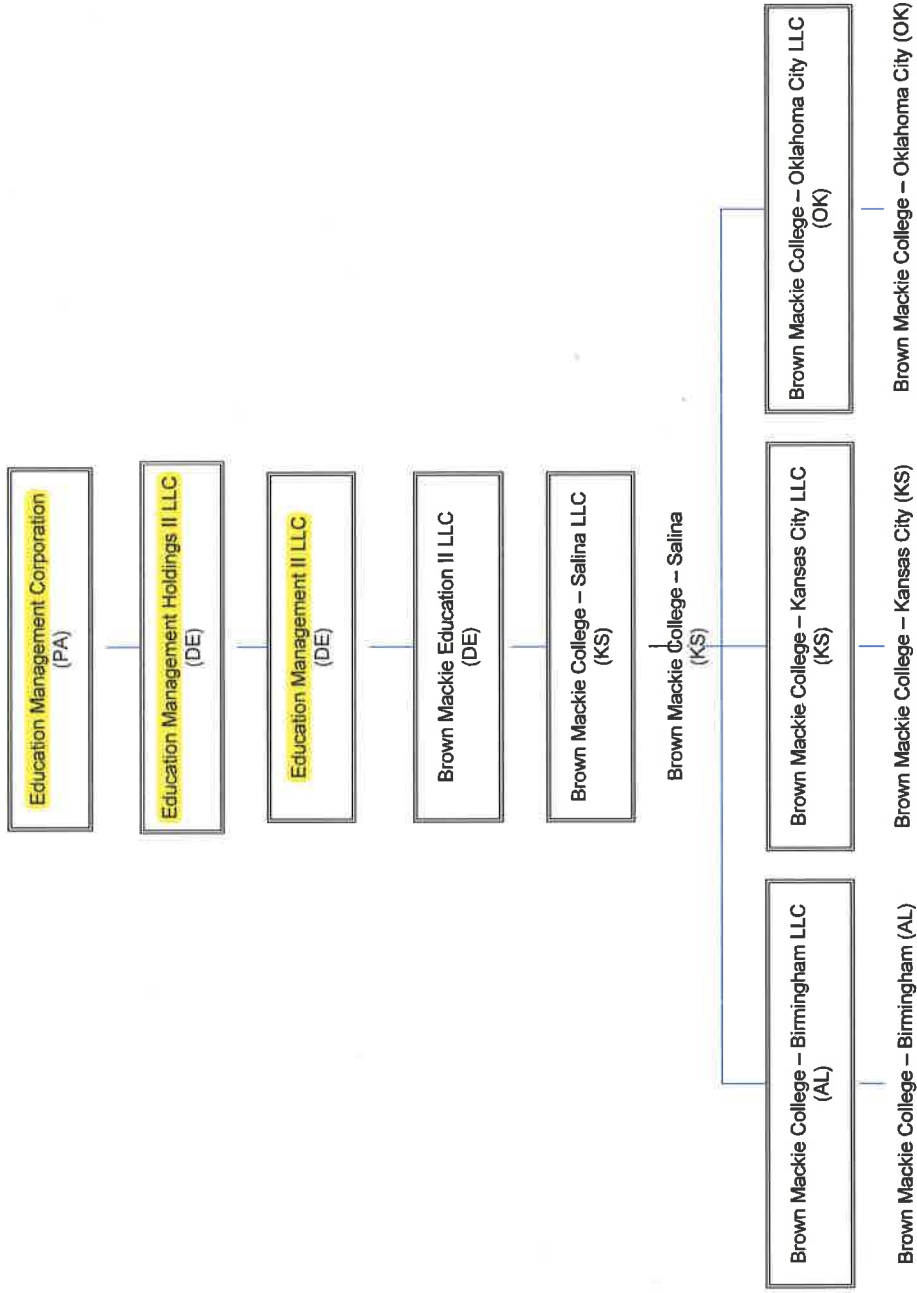 Education Management Corporation
(PA)
Education Management Holdings II LLC
(DE)
Education Management II LLC
(DE)
Brown Mackie Education II LLC
(DE)
Brown Mackie College – Salina LLC
(KS)
Brown Mackie College – Salina
(KS)
Brown Mackie College – Birmingham LLC
(AL)
Brown Mackie College – Birmingham (AL)
Brown Mackie College – Kansas City LLC
(KS)
Brown Mackie College – Kansas City (KS)
Brown Mackie College – Oklahoma City LLC
(OK)
Brown Mackie College – Oklahoma City (OK)